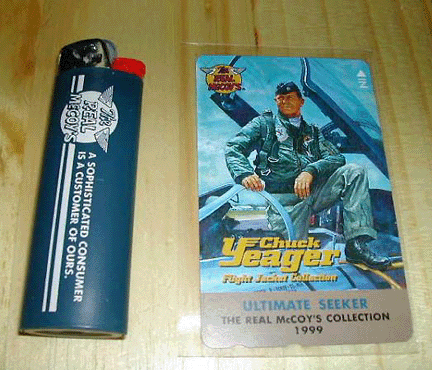 The
REAL
McCOY'S
A SOPHISTICATED CONSUMER
IS A CUSTOMER OF OURS.
The
REAL
McCOY'S
IN
Chuck
Yeager
Flight Jacket Collection
ULTIMATE SEEKER
THE REAL McCOY'S COLLECTION
1999